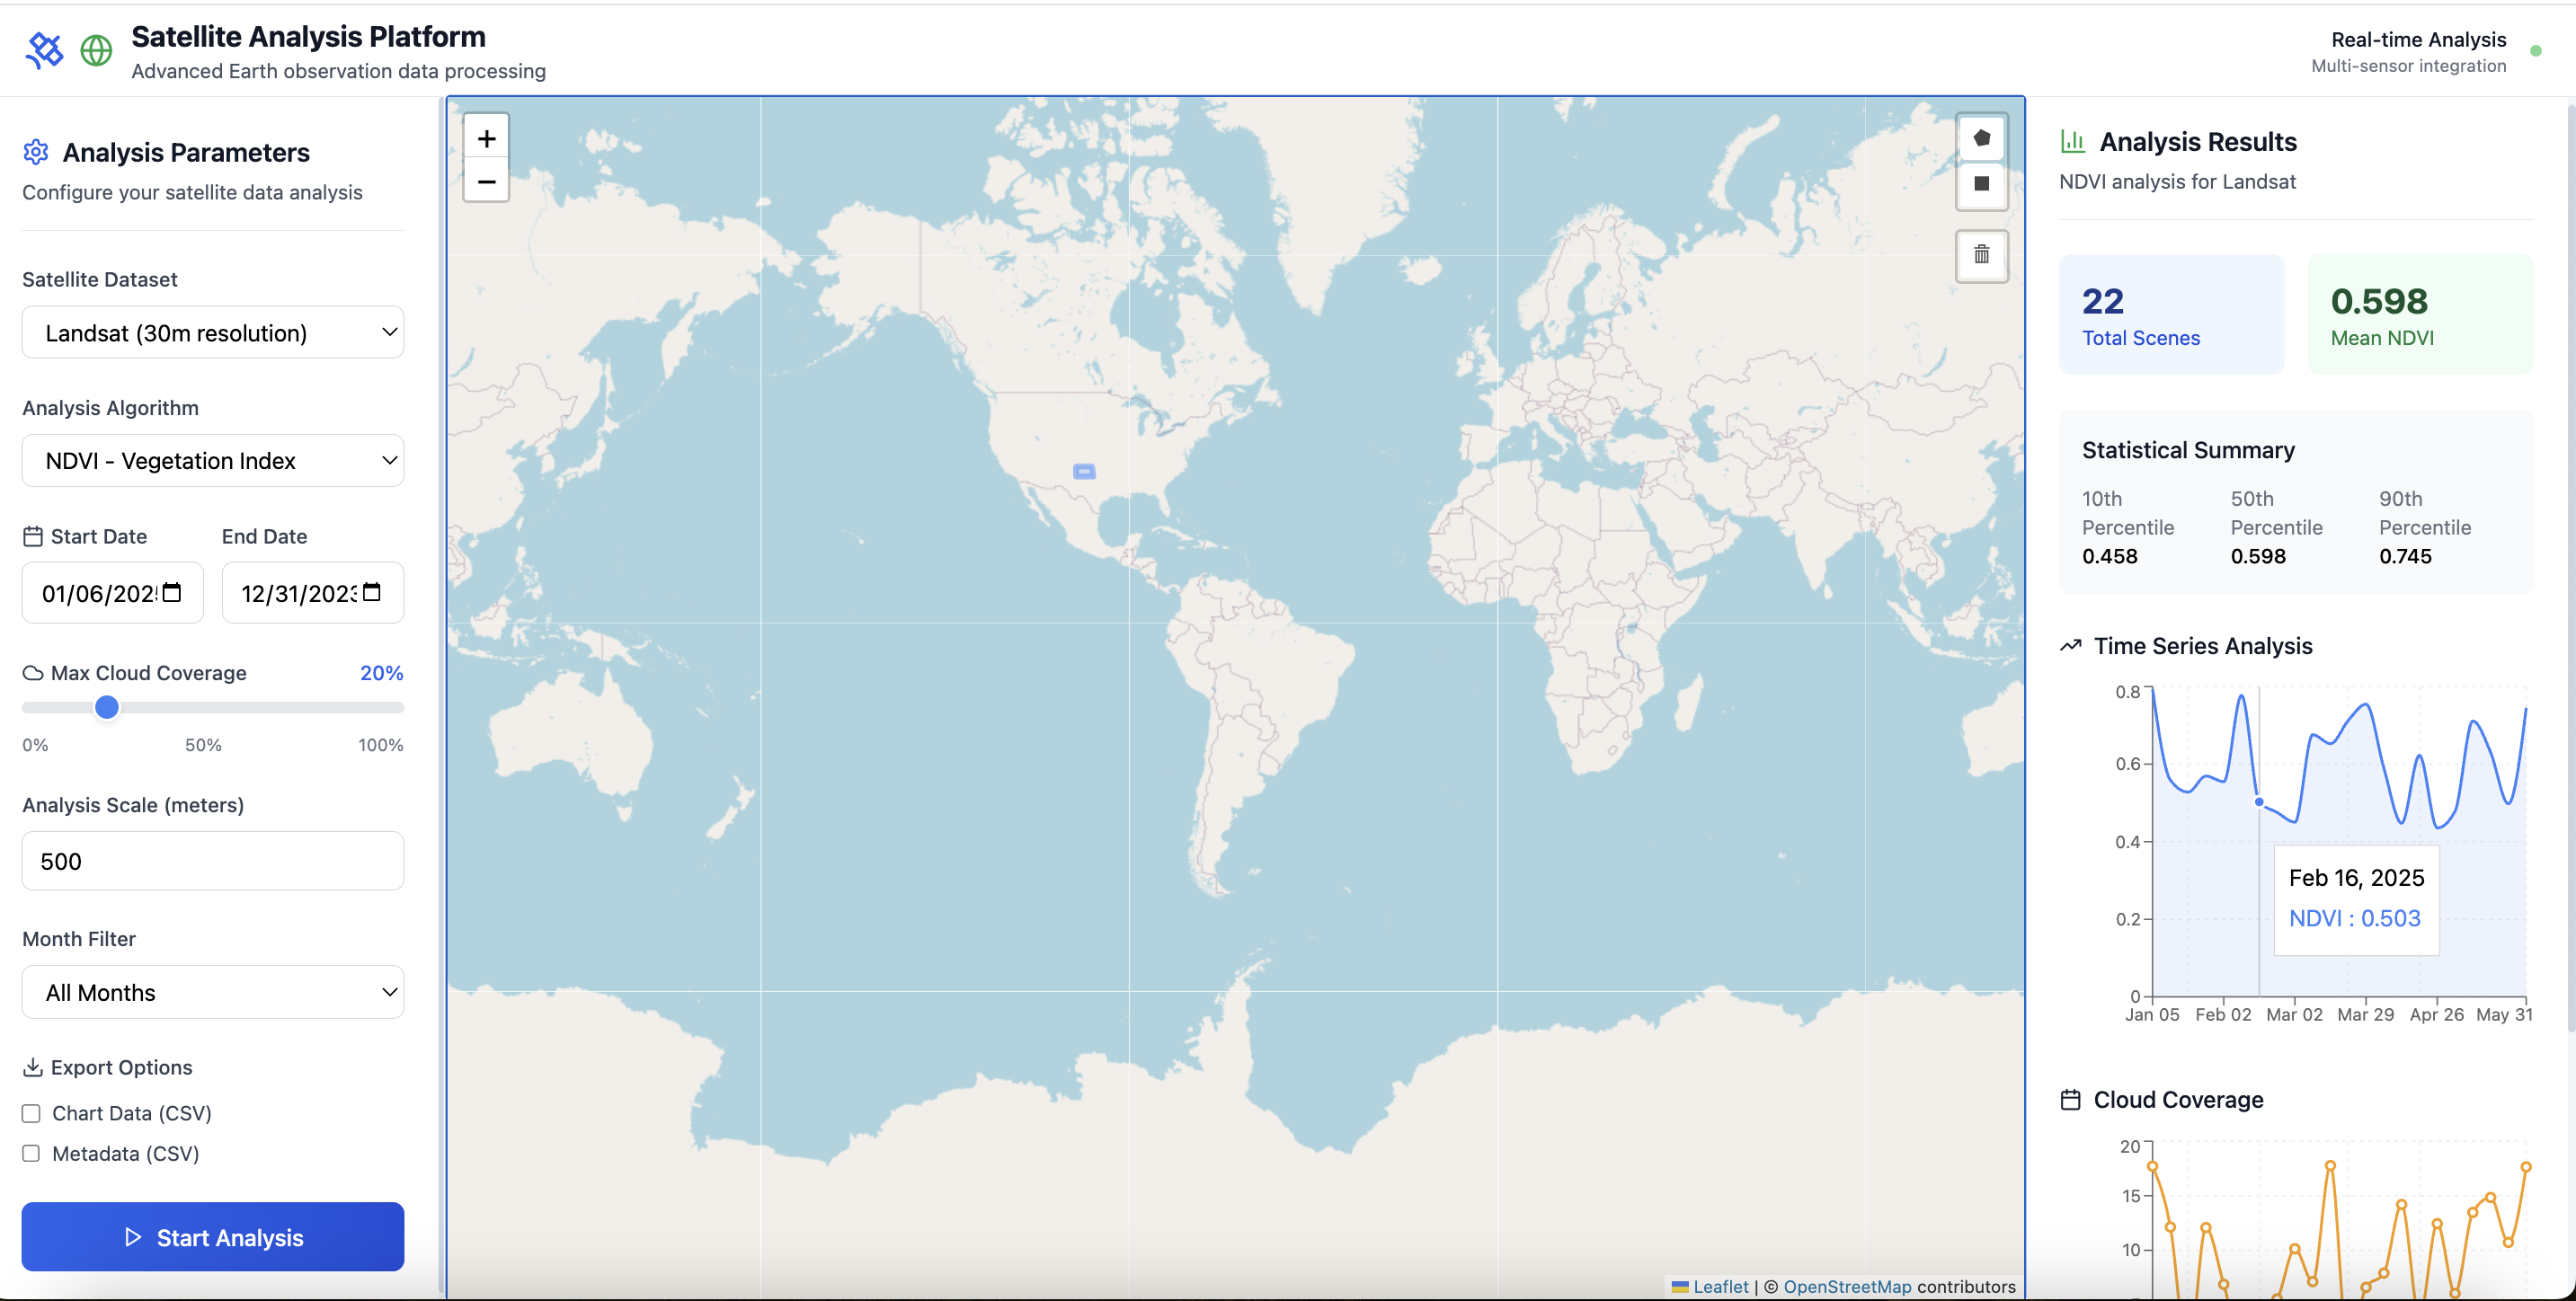 Satellite Analysis Platform
Advanced Earth observation data processing
Real-time Analysis
Multi-sensor integration
Analysis Parameters
Configure your satellite data analysis
Satellite Dataset
Landsat (30m resolution)
Analysis Algorithm
NDVI - Vegetation Index
Start Date
End Date
01/06/202
12/31/202
Max Cloud Coverage
20%
0%
50%
100%
Analysis Scale (meters)
500
Month Filter
All Months
Export Options
Chart Data (CSV)
Metadata (CSV)
Start Analysis
+
−
Leaflet | © OpenStreetMap contributors
Analysis Results
NDVI analysis for Landsat
22
Total Scenes
0.598
Mean NDVI
Statistical Summary
10th
Percentile
0.458
50th
Percentile
0.598
90th
Percentile
0.745
Time Series Analysis
0.8
0.6
0.4
0.2
0
Feb 16, 2025
NDVI : 0.503
Jan 05 Feb 02 Mar 02 Mar 29 Apr 26 May 31
Cloud Coverage
20
15
10